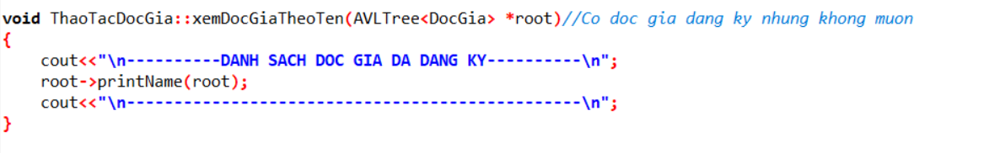 void ThaoTacDocGia::xemDocGiaTheoTen(AVLTree<DocGia> *root)//Co doc gia dang ky nhung khong muon
{
    cout<<"\n----------DANH SACH DOC GIA DA DANG KY----------\n";
    root->printName(root);
    cout<<"\n------------------------------------------------\n";
}